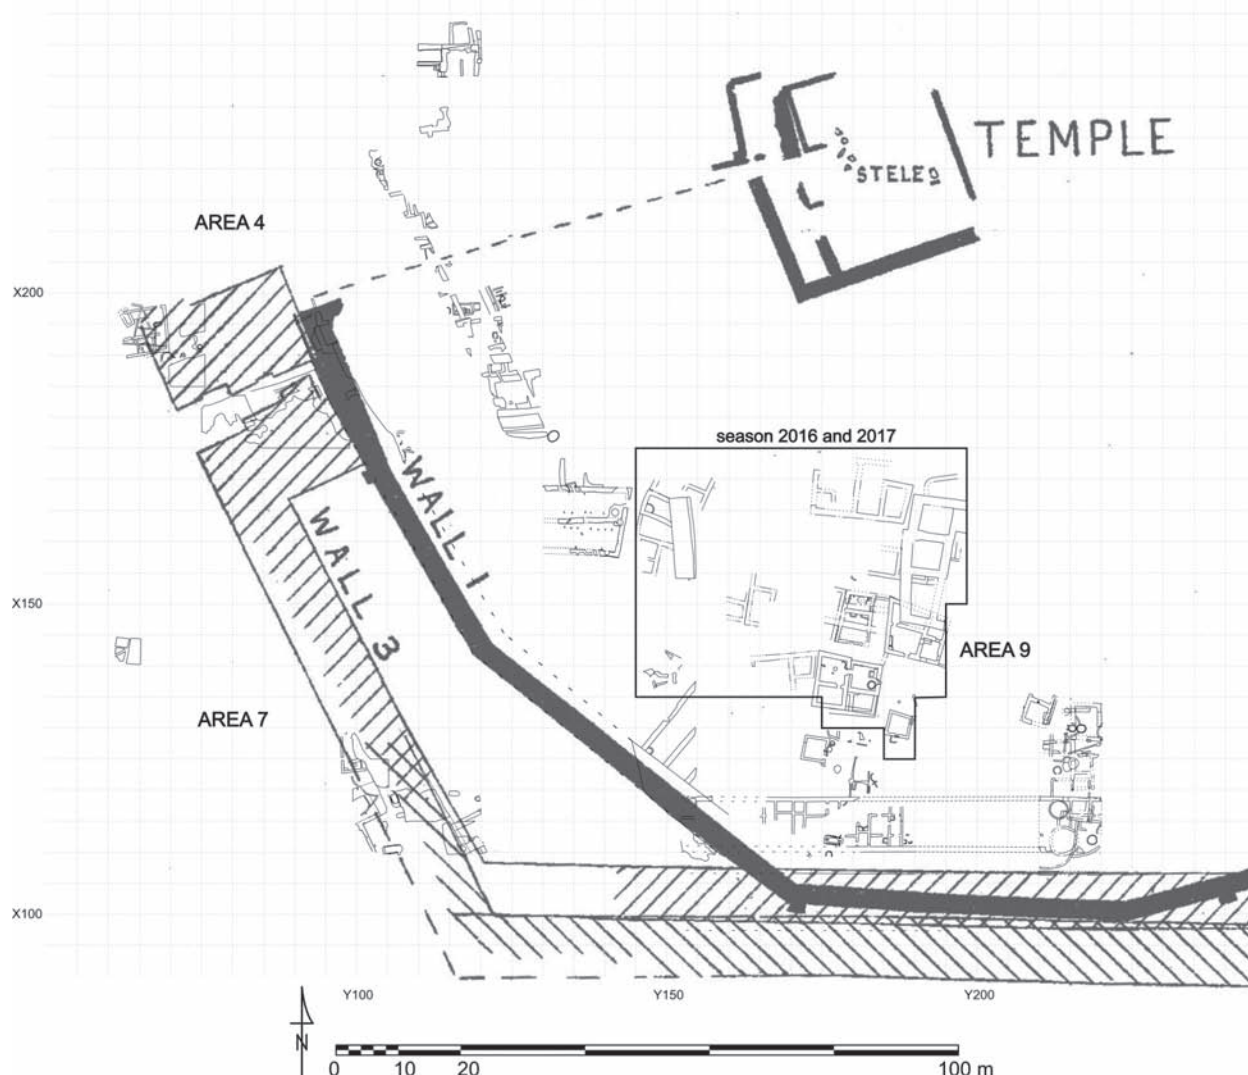 TEMPLE
STELE
AREA 4
X200
season 2016 and 2017
WALL 1
WALL 3
X150
AREA 9
AREA 7
X100
Y100 Y150 Y200
N
0 10 20 100 m